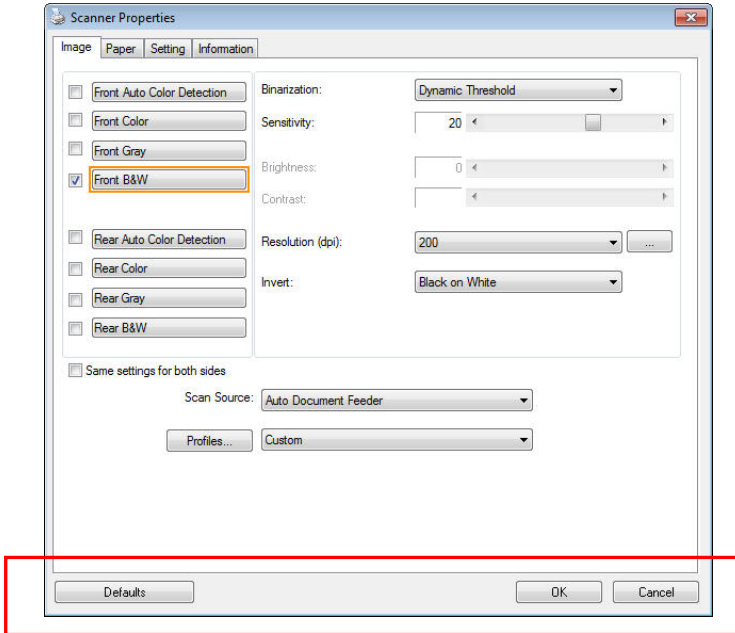 Scanner Properties
Image Paper Setting Information
Front Auto Color Detection
Front Color
Front Gray
Front B&W
Rear Auto Color Detection
Rear Color
Rear Gray
Rear B&W
Binarization: Dynamic Threshold
Sensitivity: 20
Brightness: 0
Contrast:
Resolution (dpi): 200 ...
Invert: Black on White
Same settings for both sides
Scan Source: Auto Document Feeder
Profiles... Custom
Defaults OK Cancel